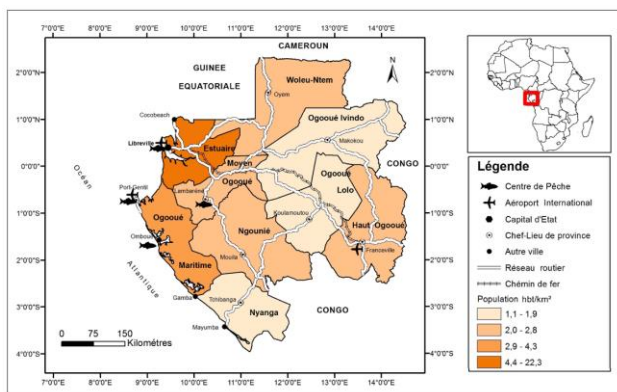 7°0'0"E 8°0'0"E 9°0'0"E 10°0'0"E 11°0'0"E 12°0'0"E 13°0'0"E 14°0'0"E
CAMEROUN
N
GUINEE
EQUATORIALE
2°0'0"N
2°0'0"N
Woleu-Ntem
Oyem
Cocobeach
1°0'0"N
1°0'0"N
Ogooué Ivindo
Libreville
Estuaire
Makokou
CONGO
0°0'0"
0°0'0"
Moyen
Océan
Port-Gentil
Ogooué
Lambaréné
Ogooué
Lolo
1°0'0"S
1°0'0"S
Ogooué
Koulamoutou
Haut Ogooué
Ngounié
Franceville
Omboué
Mouila
2°0'0"S
2°0'0"S
Atlantique
Maritime
Gamba
Tchibanga
3°0'0"S
3°0'0"S
Nyanga
CONGO
Mayumba
0 75 150
Kilométres
4°0'0"S
4°0'0"S
8°0'0"E 9°0'0"E 10°0'0"E 11°0'0"E 12°0'0"E 13°0'0"E 14°0'0"E
Légende
Centre de Pêche
Aéroport International
Capital d'Etat
Chef-Lieu de province
Autre ville
Réseau routier
Chémin de fer
Population hbt/km²
1,1 - 1,9
2,0 - 2,8
2,9 - 4,3
4,4 - 22,3